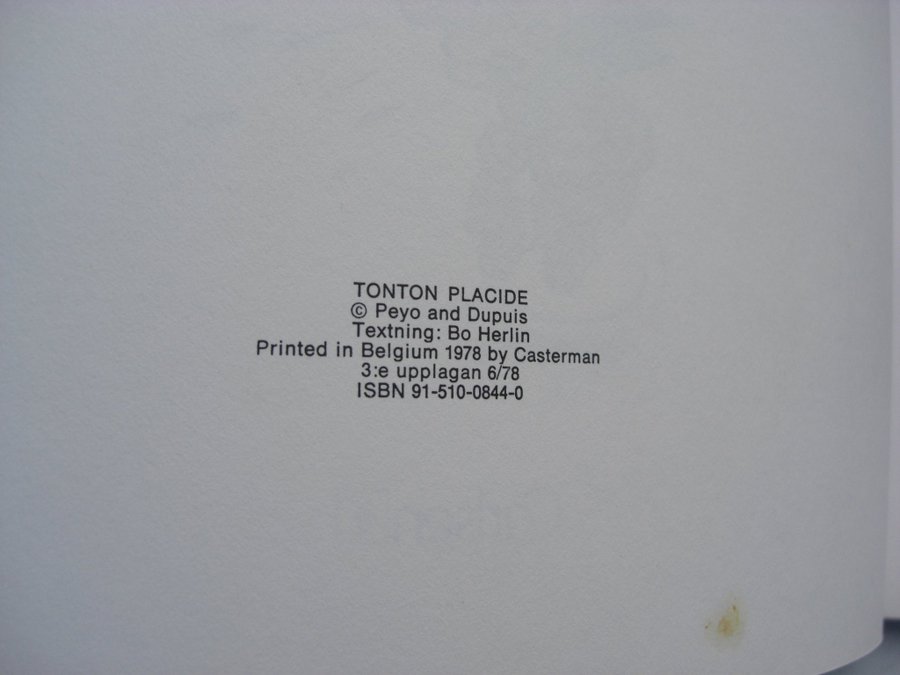 TONTON PLACIDE
© Peyo and Dupuis
Textning: Bo Herlin
Printed in Belgium 1978 by Casterman
3:e upplagan 6/78
ISBN 91-510-0844-0